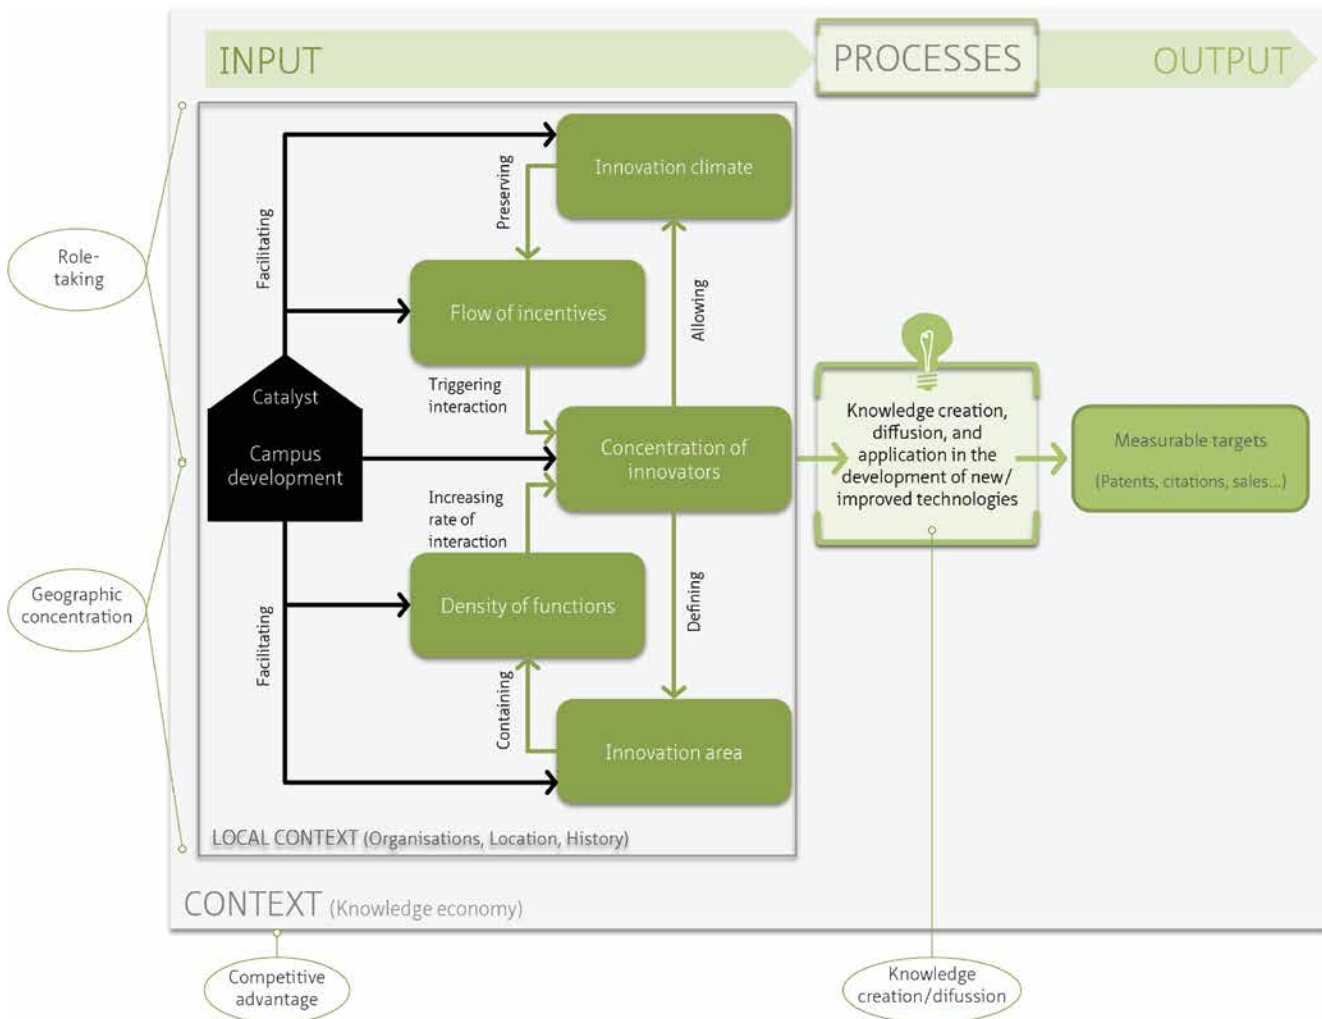 INPUT
PROCESSES
OUTPUT
Innovation climate
Preserving
Facilitating
Role-
taking
Flow of incentives
Allowing
Triggering
interaction
Catalyst
Campus
development
Concentration of
innovators
Knowledge creation,
diffusion, and
application in the
development of new/
improved technologies
Measurable targets
(Patents, citations, sales...)
Increasing
rate of
interaction
Geographic
concentration
Density of functions
Defining
Facilitating
Containing
Innovation area
LOCAL CONTEXT (Organisations, Location, History)
CONTEXT (Knowledge economy)
Competitive
advantage
Knowledge
creation/difussion